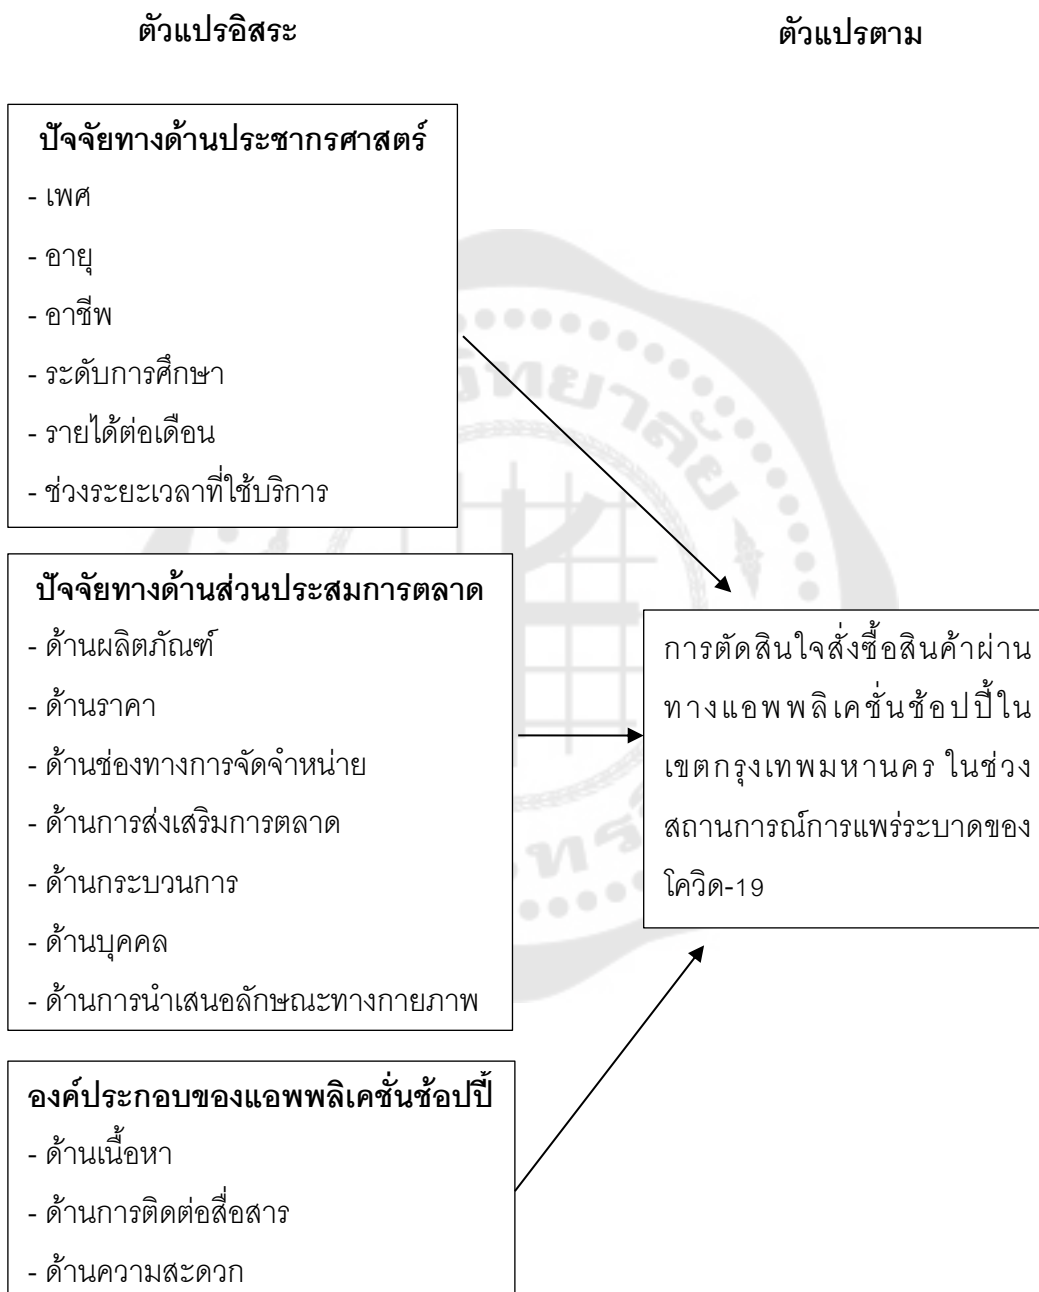 ตัวแปรอิสระ
ตัวแปรตาม
ปัจจัยทางด้านประชากรศาสตร์
- เพศ
- อายุ
- อาชีพ
- ระดับการศึกษา
- รายได้ต่อเดือน
- ช่วงระยะเวลาที่ใช้บริการ
ปัจจัยทางด้านส่วนประสมการตลาด
- ด้านผลิตภัณฑ์
- ด้านราคา
- ด้านช่องทางการจัดจำหน่าย
- ด้านการส่งเสริมการตลาด
- ด้านกระบวนการ
- ด้านบุคคล
- ด้านการนำเสนอลักษณะทางกายภาพ
การตัดสินใจสั่งซื้อสินค้าผ่าน
ทางแอพพลิเคชั่นช้อปปี้ใน
เขตกรุงเทพมหานคร ในช่วง
สถานการณ์การแพร่ระบาดของ
โควิด-19
องค์ประกอบของแอพพลิเคชั่นช้อปปี้
- ด้านเนื้อหา
- ด้านการติดต่อสื่อสาร
- ด้านความสะดวก